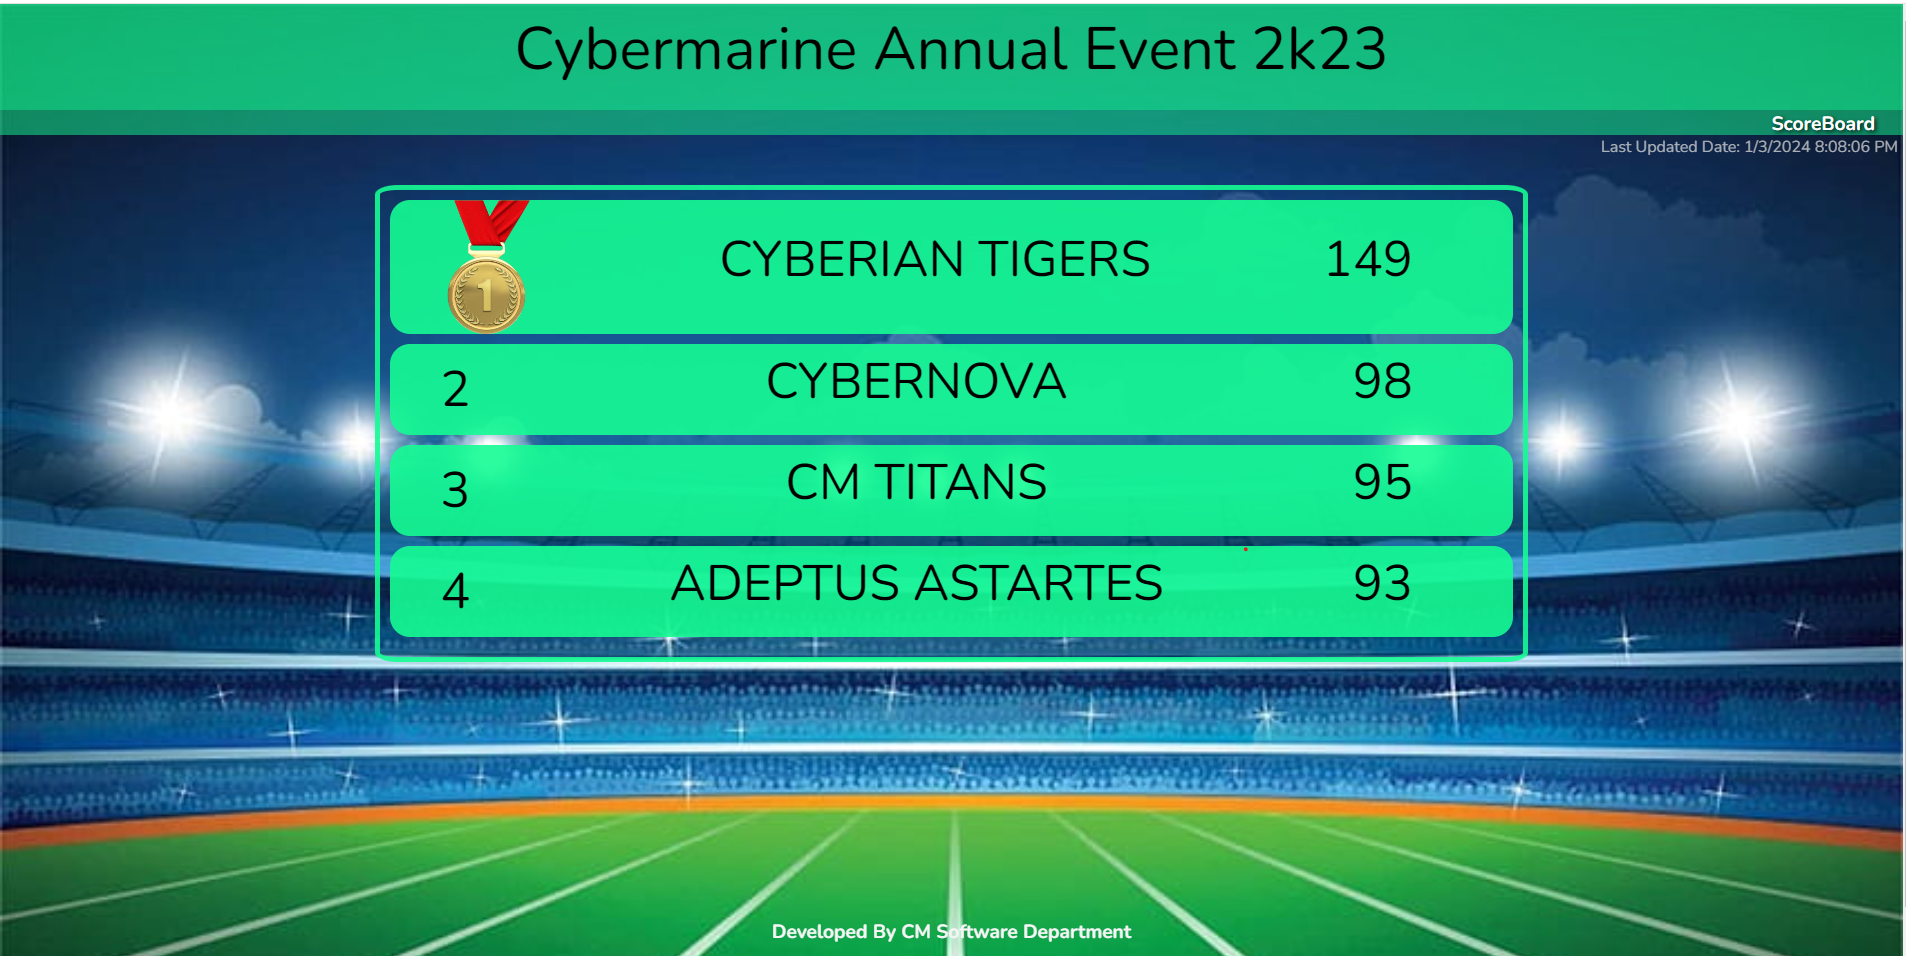 Cybermarine Annual Event 2k23
ScoreBoard
Last Updated Date: 1/3/2024 8:08:06 PM
1 CYBERIAN TIGERS 149
2 CYBERNOVA 98
3 CM TITANS 95
4 ADEPTUS ASTARTES 93
Developed By CM Software Department